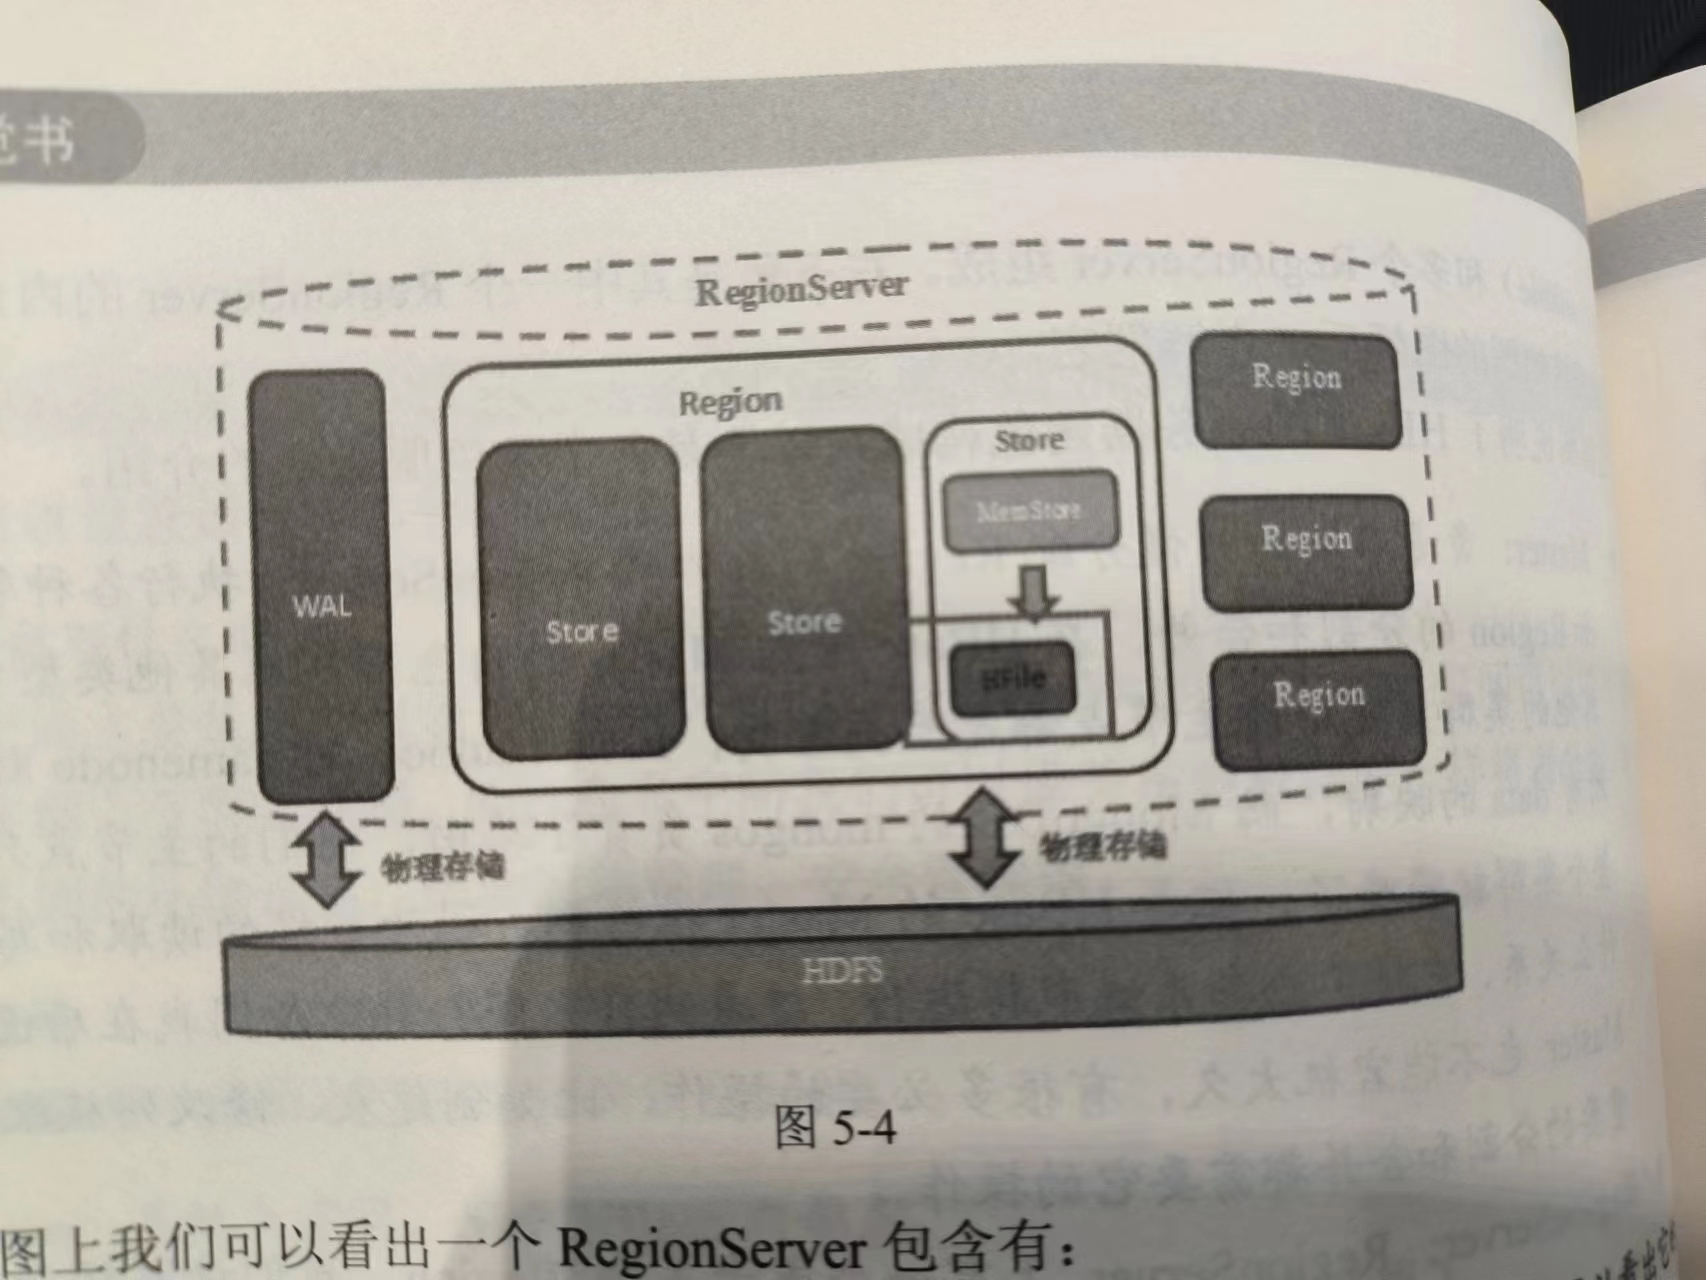 书
RegionServer
Region
Region
Store
MemStore
WAL
Store
Store
Region
HFile
Region
物理存储
物理存储
HDFS
图 5-4
图上我们可以看出一个 RegionServer 包含有：